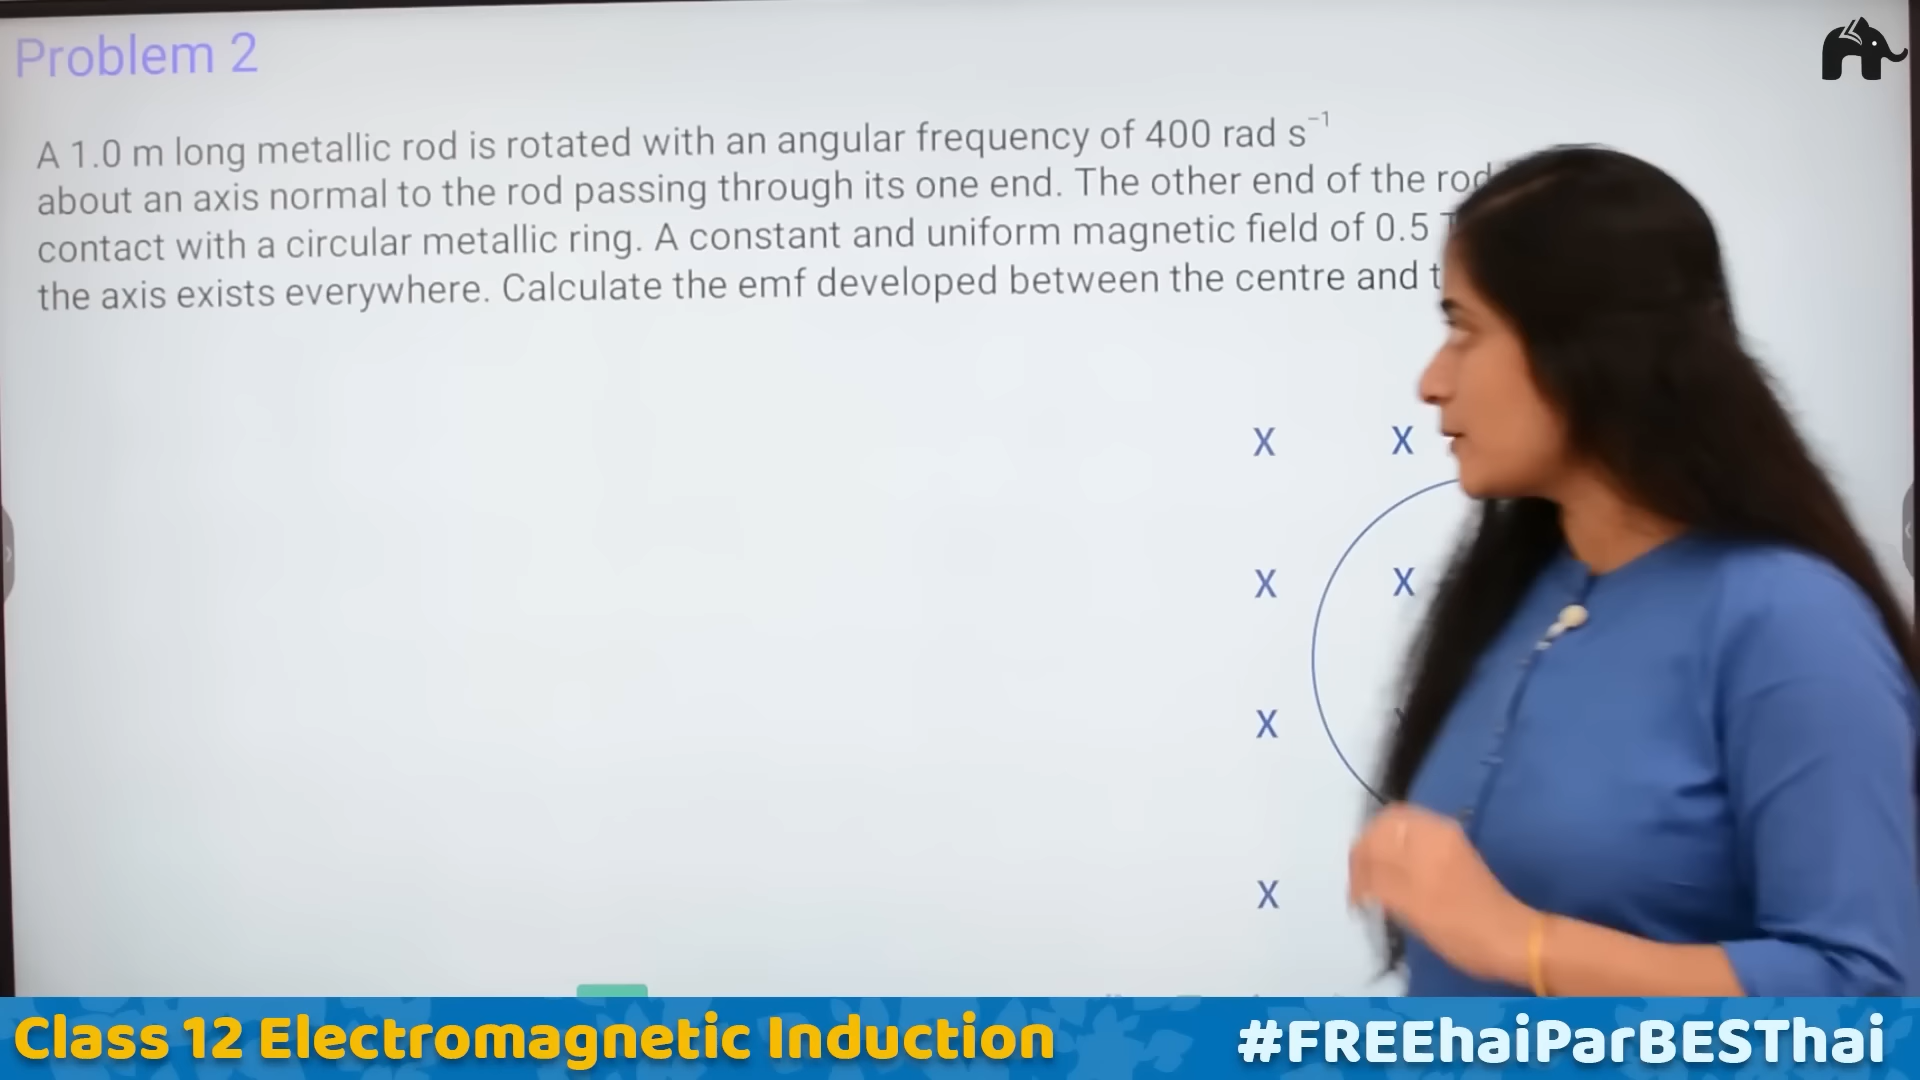 Problem 2
A 1.0 m long metallic rod is rotated with an angular frequency of 400 rad s⁻¹
about an axis normal to the rod passing through its one end. The other end of the rod
contact with a circular metallic ring. A constant and uniform magnetic field of 0.5
the axis exists everywhere. Calculate the emf developed between the centre and
X X
X X
X
X
Class 12 Electromagnetic Induction
#FREEhaiParBESThai